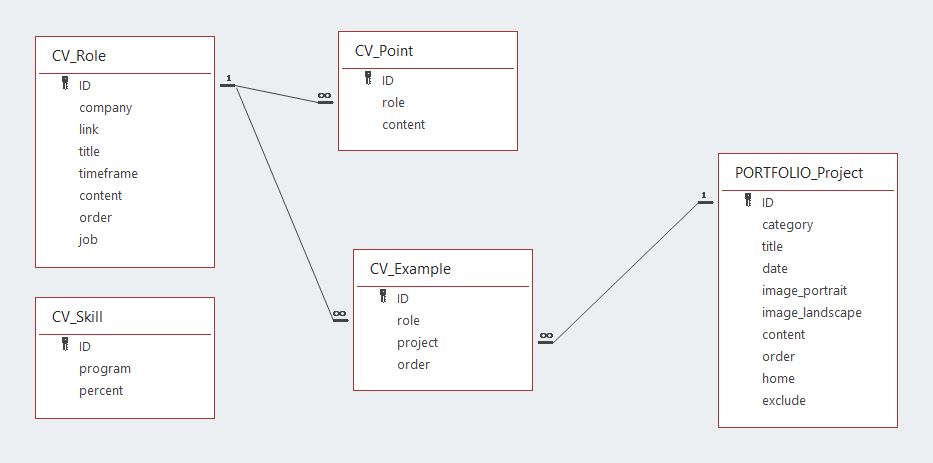 CV_Role
ID
company
link
title
timeframe
content
order
job
1
CV_Point
ID
role
content
∞
CV_Skill
ID
program
percent
CV_Example
ID
role
project
order
∞
∞
PORTFOLIO_Project
ID
category
title
date
image_portrait
image_landscape
content
order
home
exclude
1